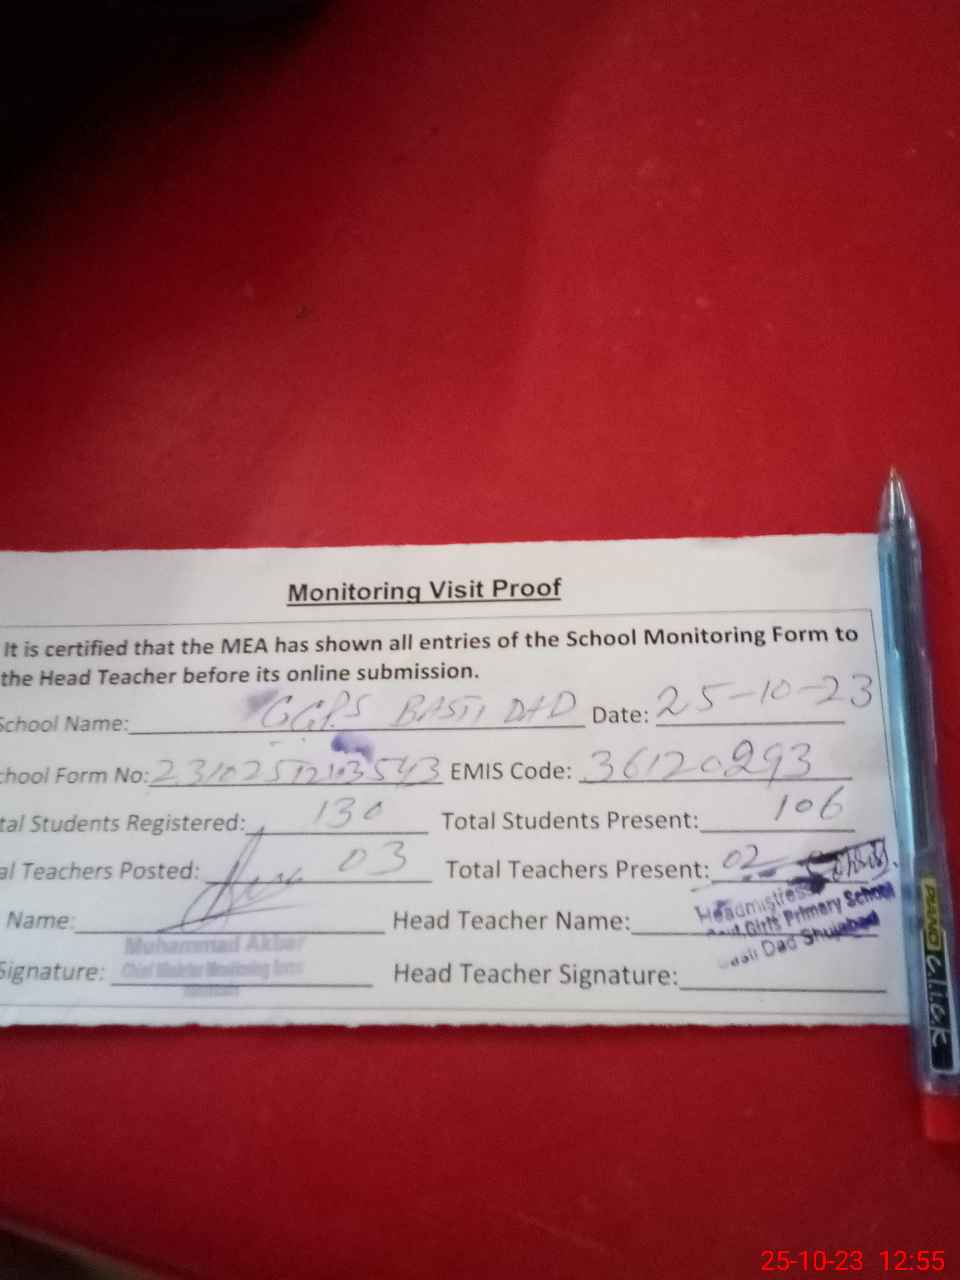 Monitoring Visit Proof
It is certified that the MEA has shown all entries of the School Monitoring Form to
the Head Teacher before its online submission.
School Name: GGPS BASTI DAD Date: 25-10-23
chool Form No: EMIS Code: 36120293
tal Students Registered: 130 Total Students Present: 106
al Teachers Posted: 03 Total Teachers Present: 02
Name: Head Teacher Name: Headmistress
Girls Primary School
Dad Shujabad
Muhammad Akbar
Signature: Head Teacher Signature:
PIANO click
25-10-23 12:55